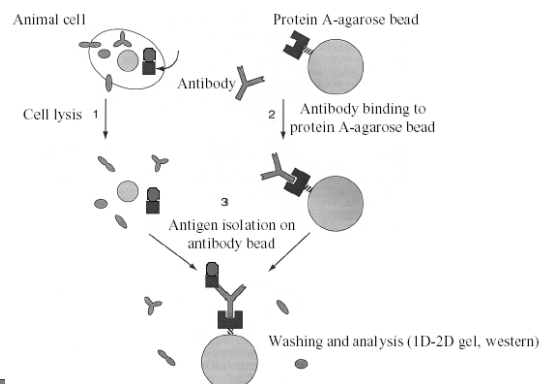 Animal cell
Protein A-agarose bead
Antibody
Cell lysis 1
2 Antibody binding to
protein A-agarose bead
3
Antigen isolation on
antibody bead
Washing and analysis (1D-2D gel, western)